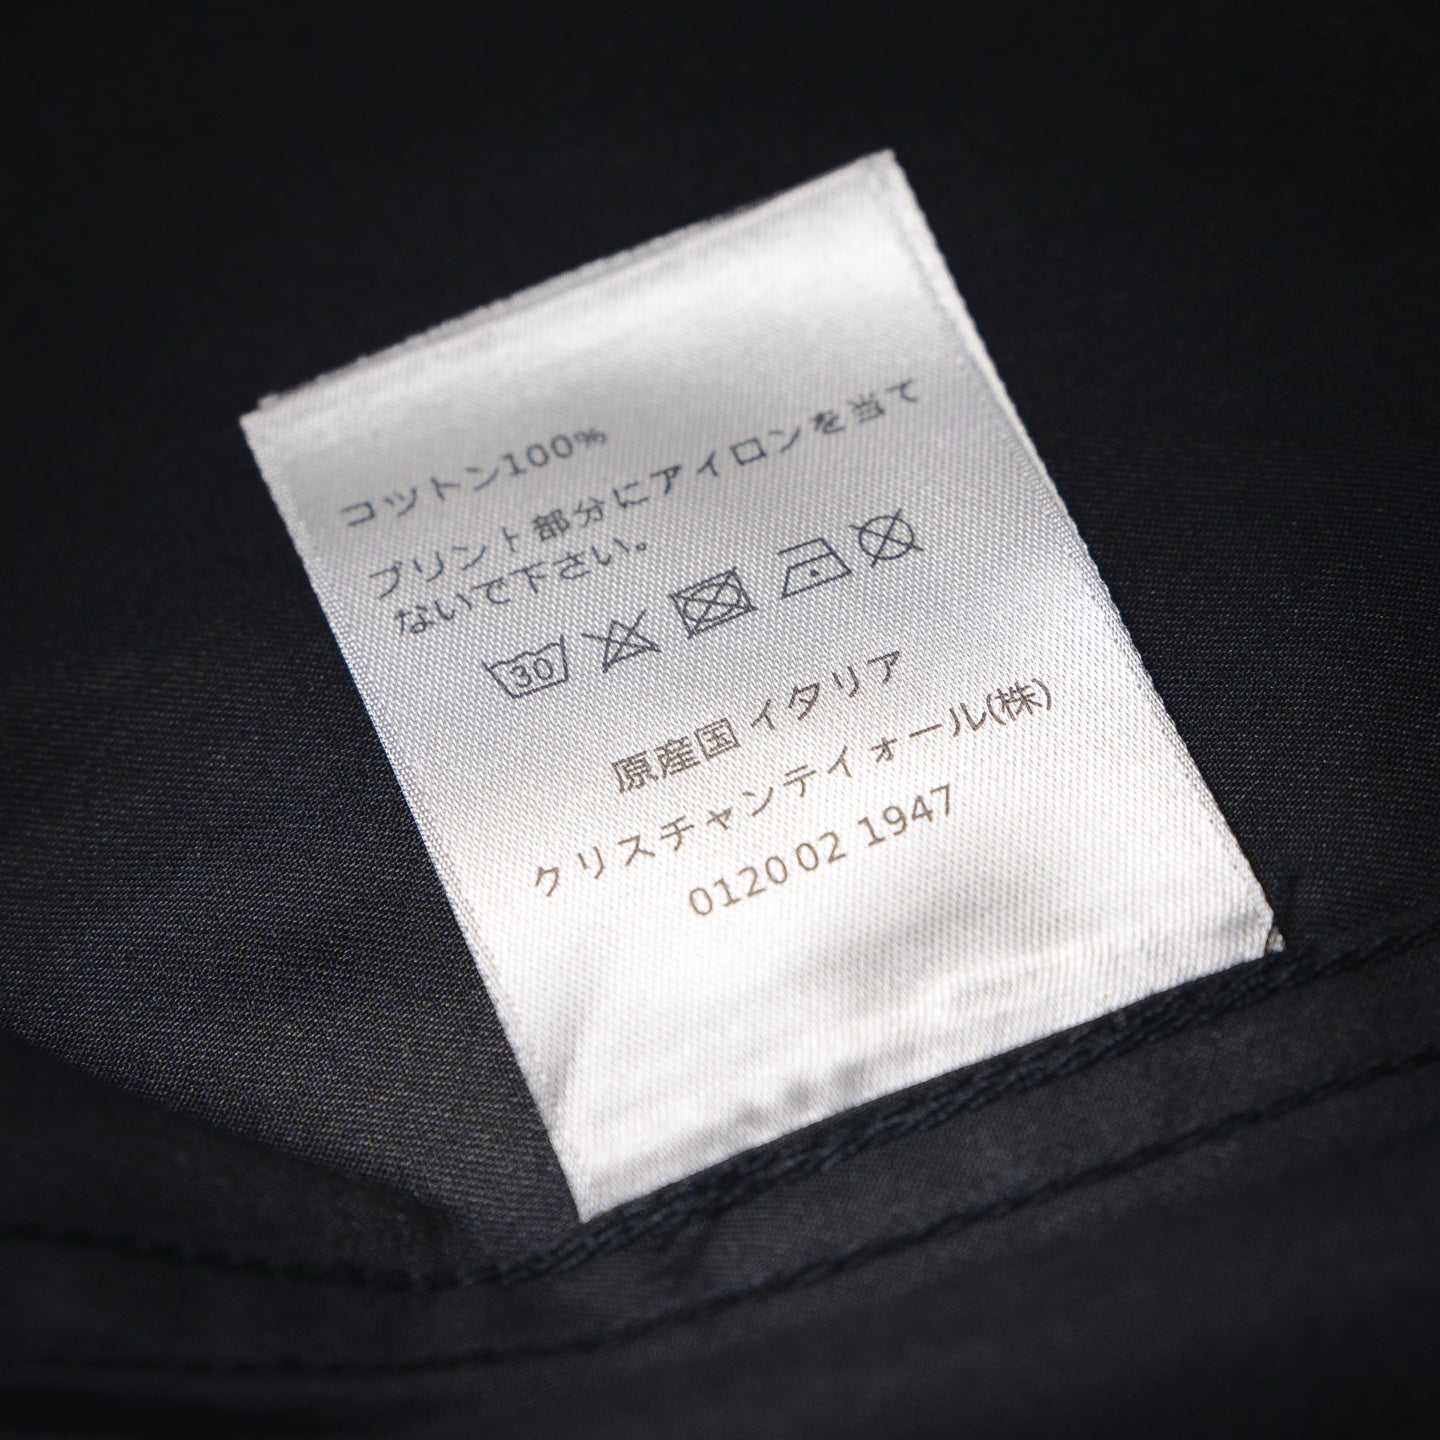 コットン100%
プリント部分にアイロンを当て
ないで下さい。
30
原産国 イタリア
クリスチャンディオール(株)
0120 02 1947